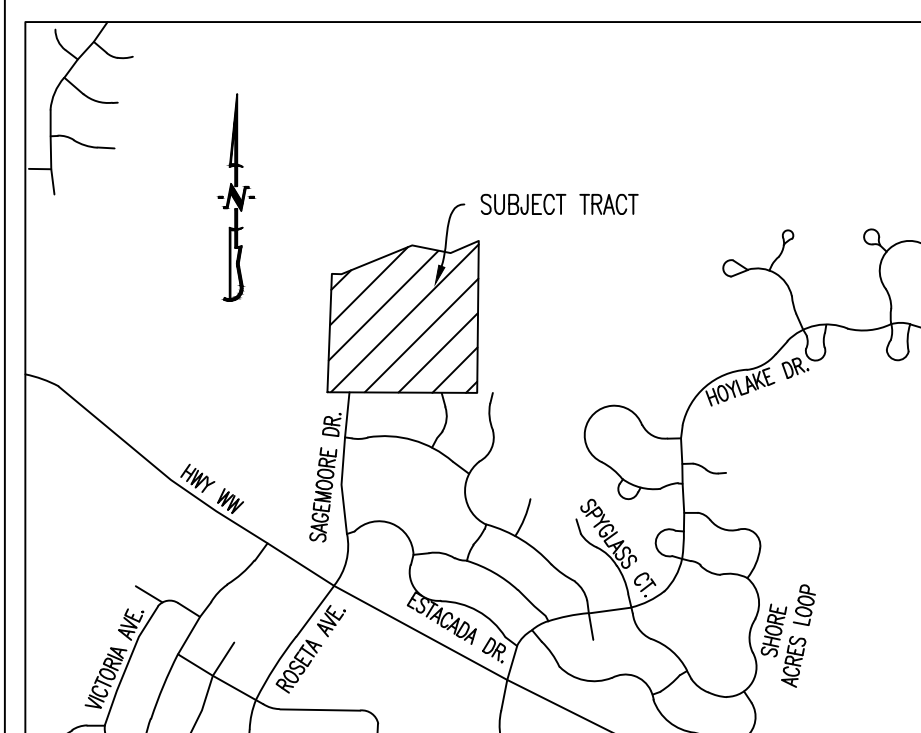 N
SUBJECT TRACT
HOYLAKE DR.
SAGEMOORE DR.
HWY WW
SPYGLASS CT.
ESTACADA DR.
SHORE
ACRES LOOP
VICTORIA AVE.
ROSETA AVE.